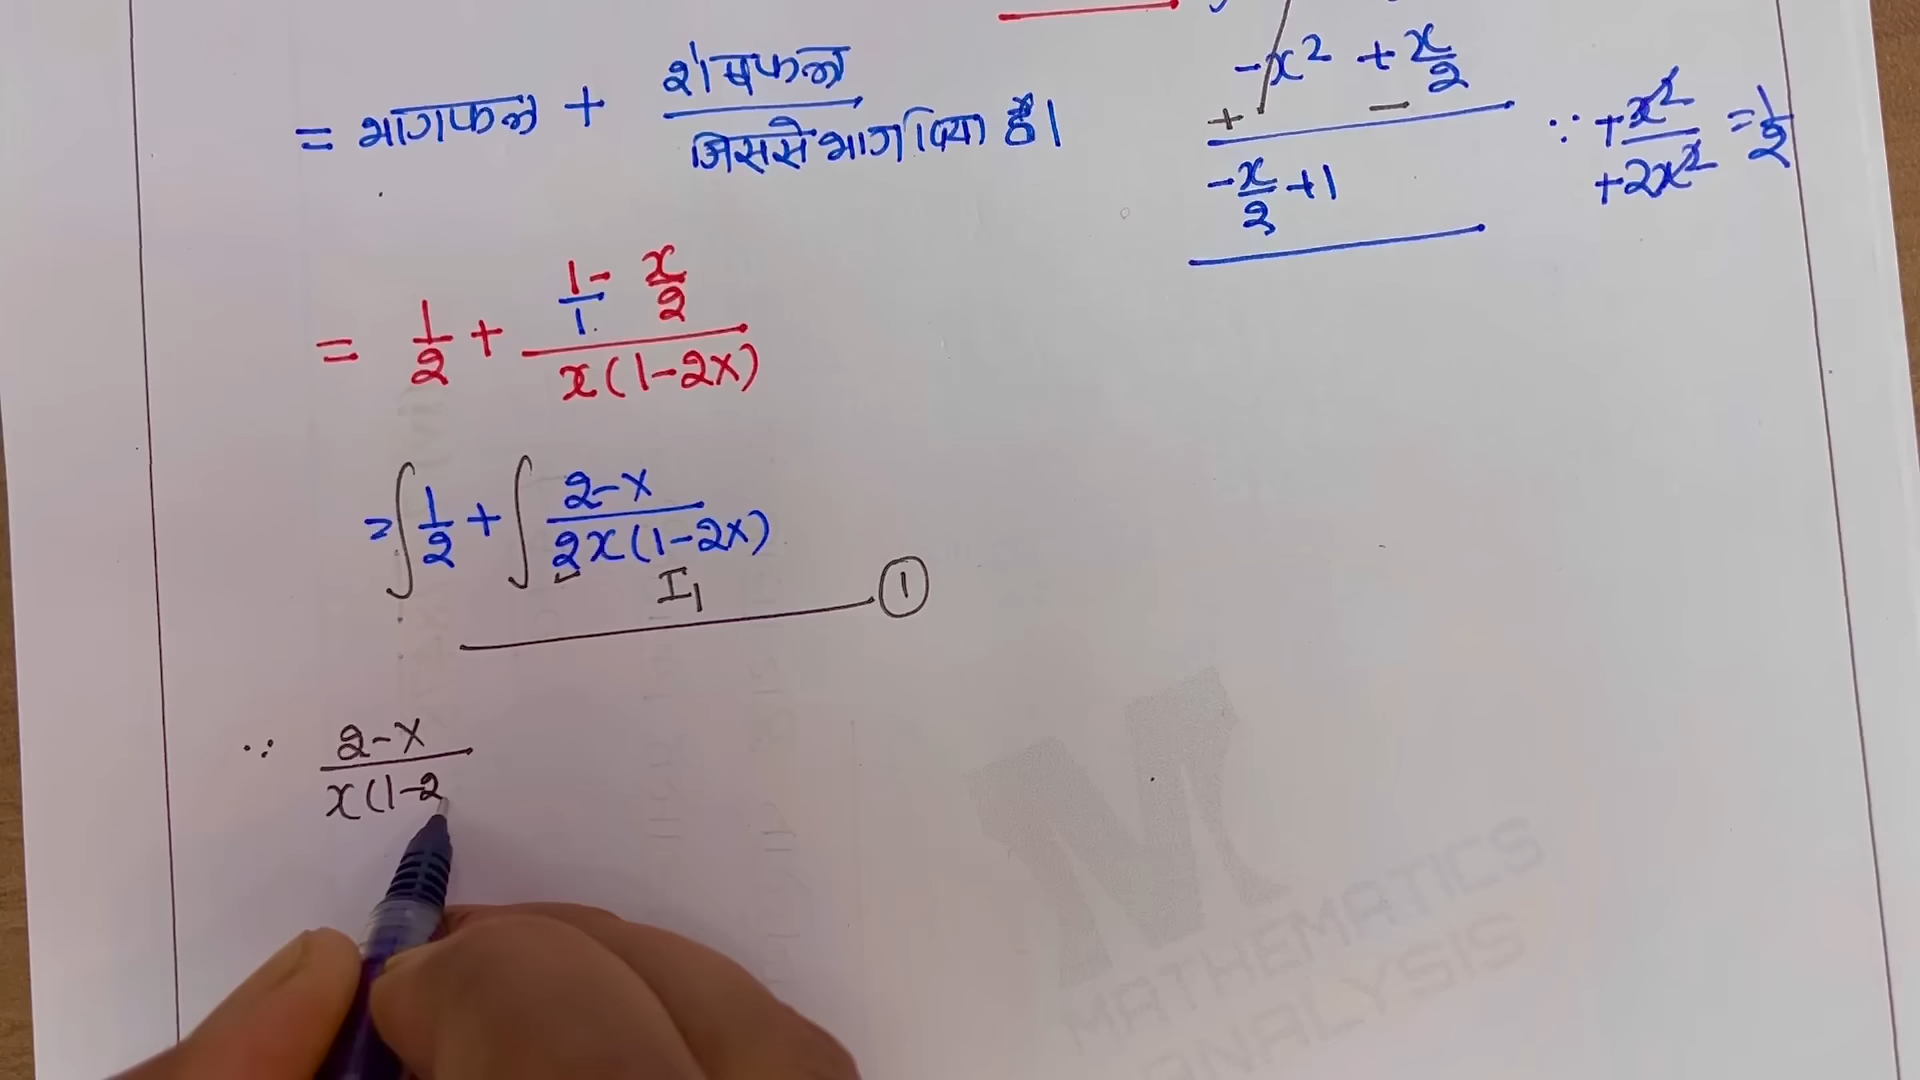 = भागफल + शेषफल / जिससे भाग दिया है।
-x² + x/2
+ −
-x/2 + 1
∵ +x²/+2x² = 1/2
= 1/2 + (1/1 - x/2) / x(1-2x)
= ∫ 1/2 + ∫ 2-x / 2x(1-2x)
I₁
①
∵ 2-x / x(1-2
MATHEMATICS
ANALYSIS